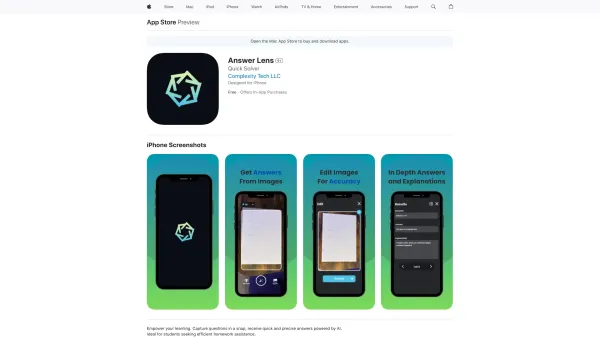 Store Mac iPad iPhone Watch AirPods TV & Home Entertainment Accessories Support
App Store Preview
Open the Mac App Store to buy and download apps.
Answer Lens 4+
Quick Solver
Complexity Tech LLC
Designed for iPhone
Free · Offers In-App Purchases
iPhone Screenshots
Get Answers
From Images
Edit Images
For Accuracy
In Depth Answers
and Explanations
Edit
Results
Empower your learning. Capture questions in a snap, receive quick and precise answers powered by AI.
Ideal for students seeking efficient homework assistance.